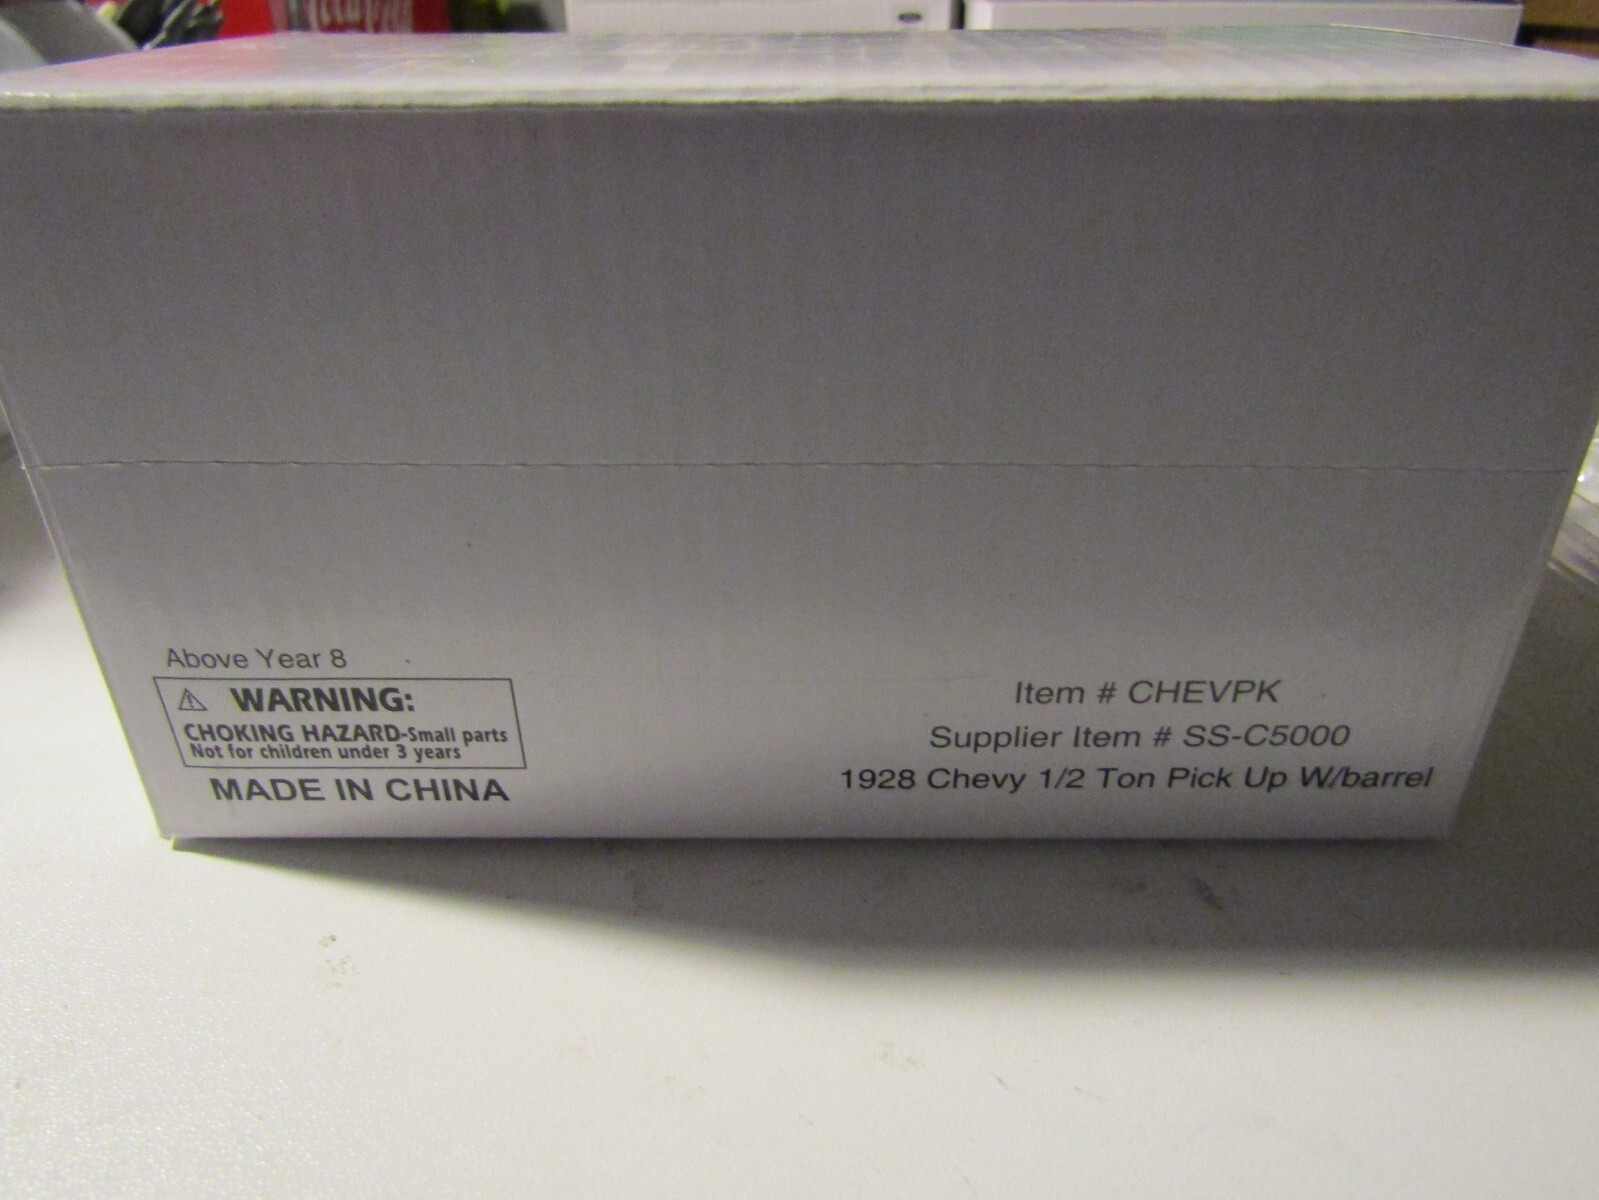 Above Year 8
⚠ WARNING:
CHOKING HAZARD-Small parts
Not for children under 3 years
MADE IN CHINA
Item # CHEVPK
Supplier Item # SS-C5000
1928 Chevy 1/2 Ton Pick Up W/barrel